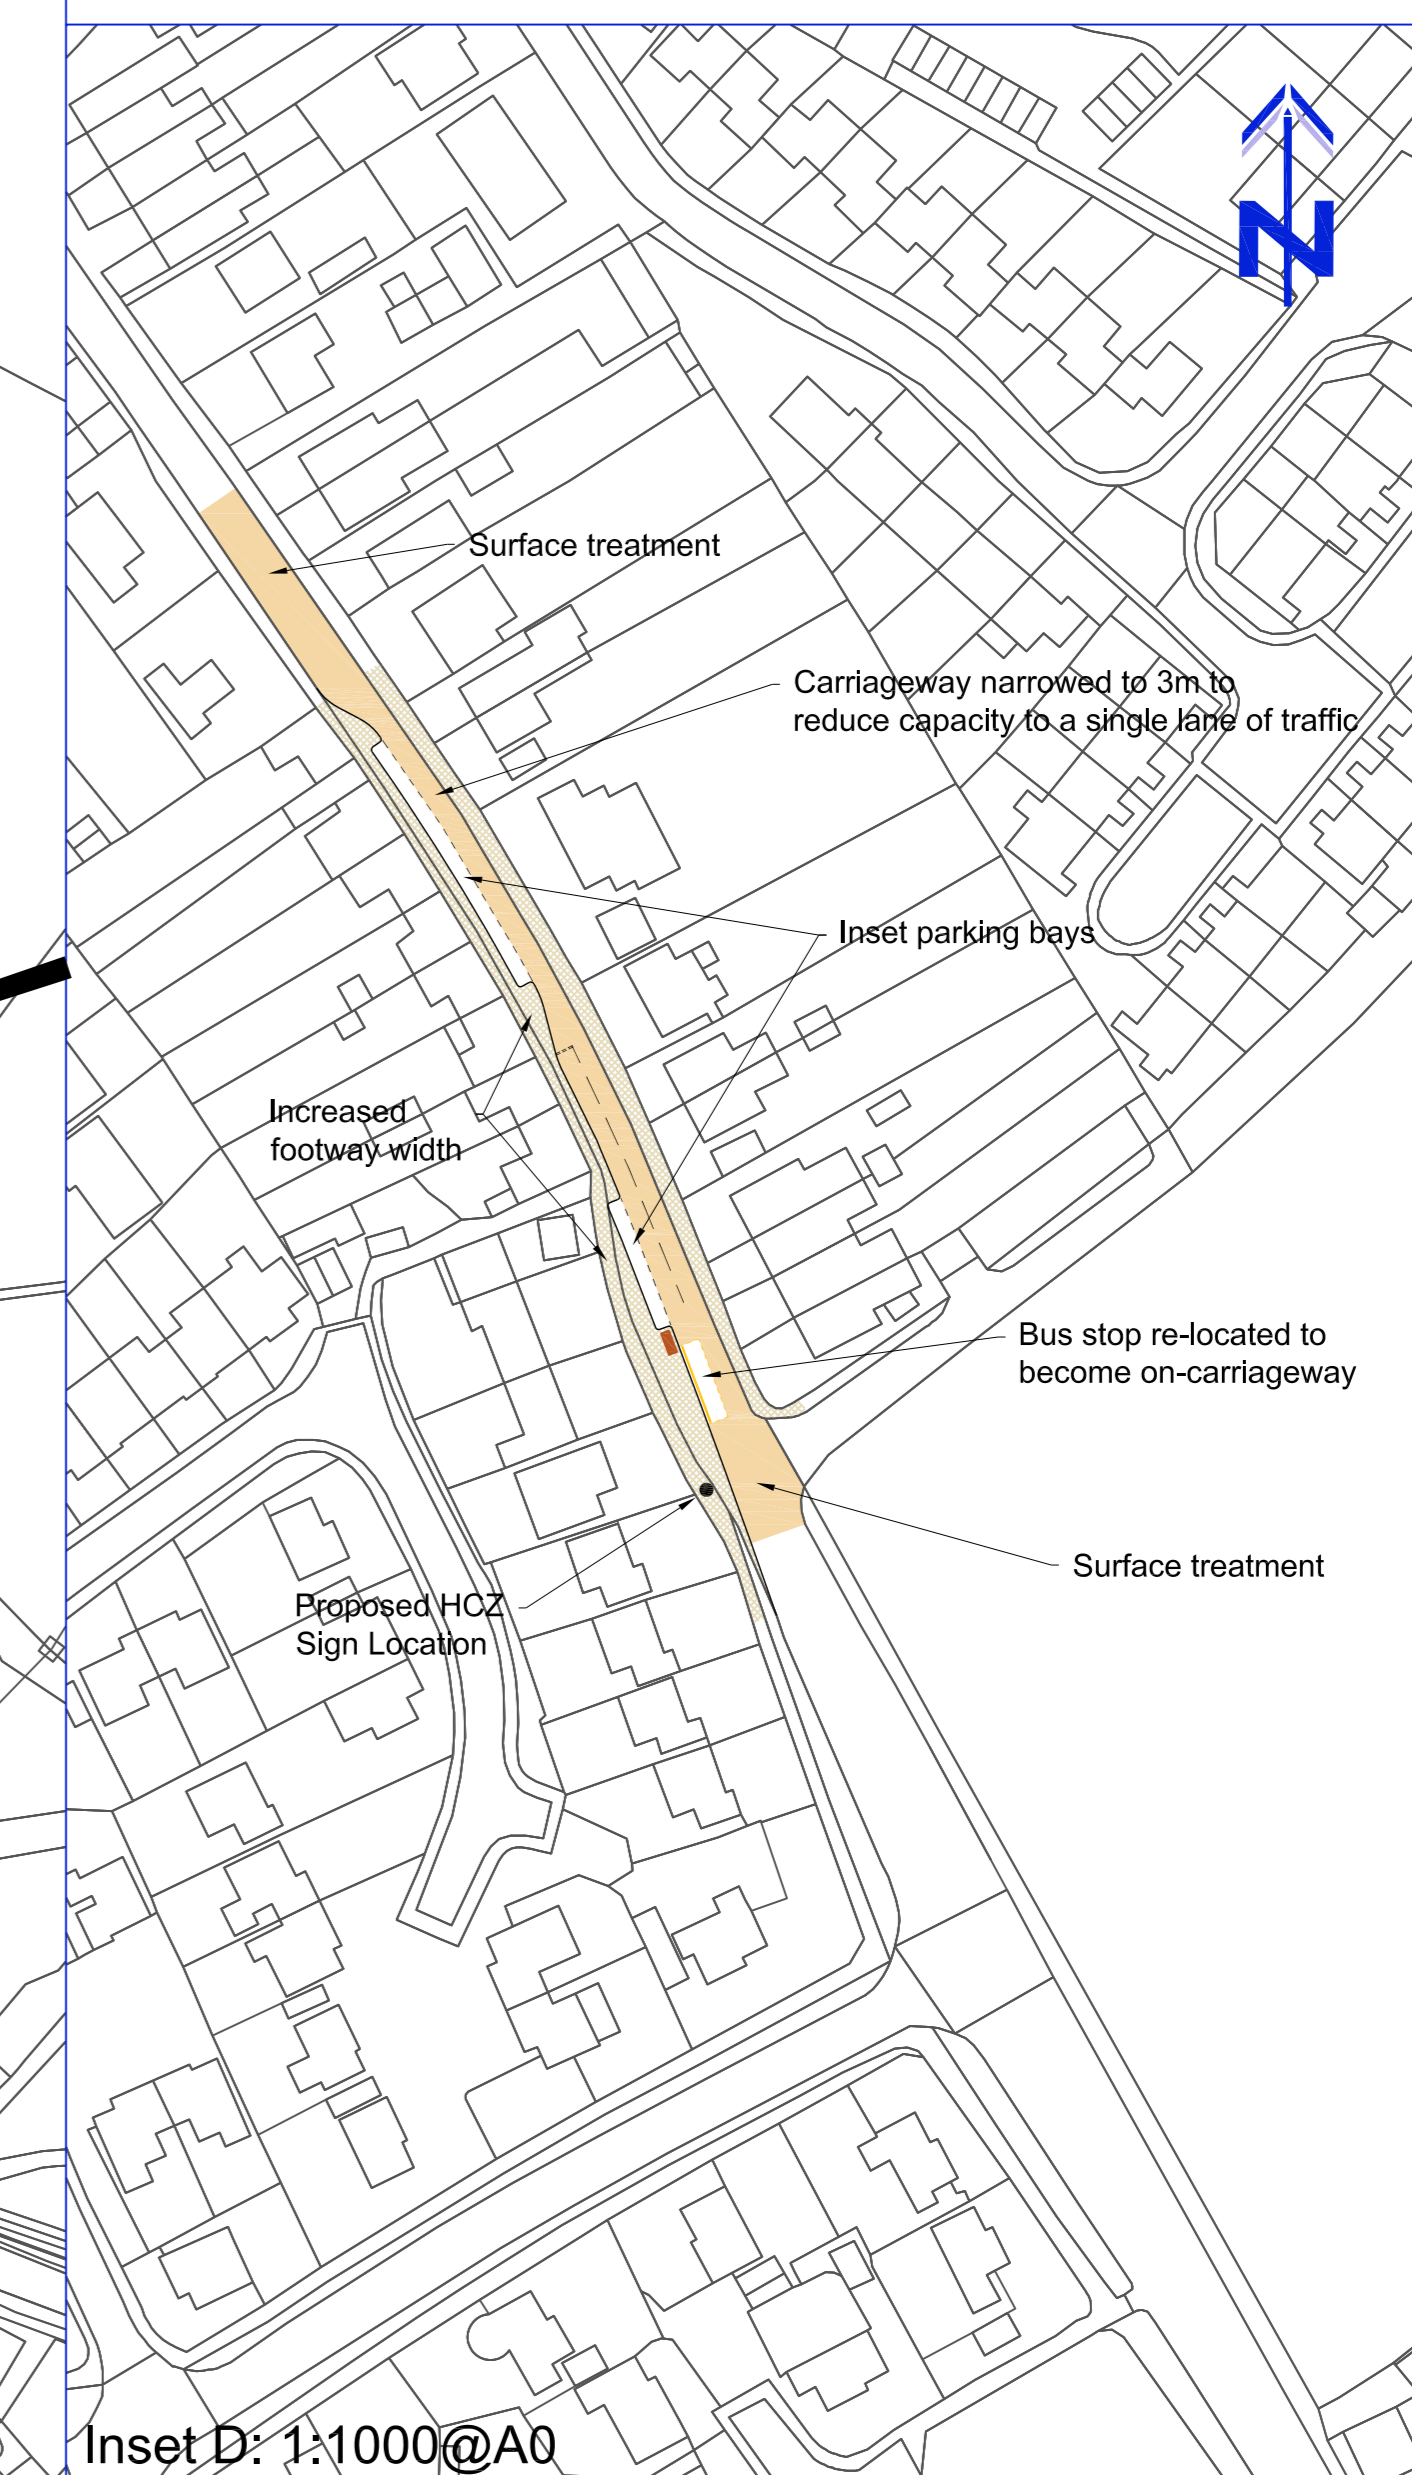 N
Surface treatment
Carriageway narrowed to 3m to
reduce capacity to a single lane of traffic
Inset parking bays
Increased
footway width
Bus stop re-located to
become on-carriageway
Surface treatment
Proposed HCZ
Sign Location
Inset D: 1:1000@A0